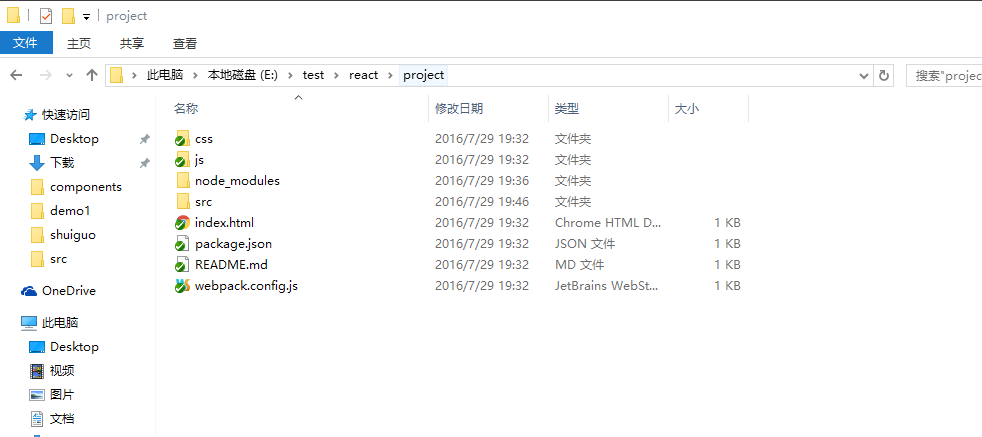 project
文件 主页 共享 查看
此电脑 本地磁盘 (E:) test react project 搜索"projec
名称 修改日期 类型 大小
快速访问
Desktop
下载
components
demo1
shuiguo
src
OneDrive
此电脑
Desktop
视频
图片
文档
css 2016/7/29 19:32 文件夹
js 2016/7/29 19:32 文件夹
node_modules 2016/7/29 19:36 文件夹
src 2016/7/29 19:46 文件夹
index.html 2016/7/29 19:32 Chrome HTML D... 1 KB
package.json 2016/7/29 19:32 JSON 文件 1 KB
README.md 2016/7/29 19:32 MD 文件 1 KB
webpack.config.js 2016/7/29 19:32 JetBrains WebSt... 1 KB